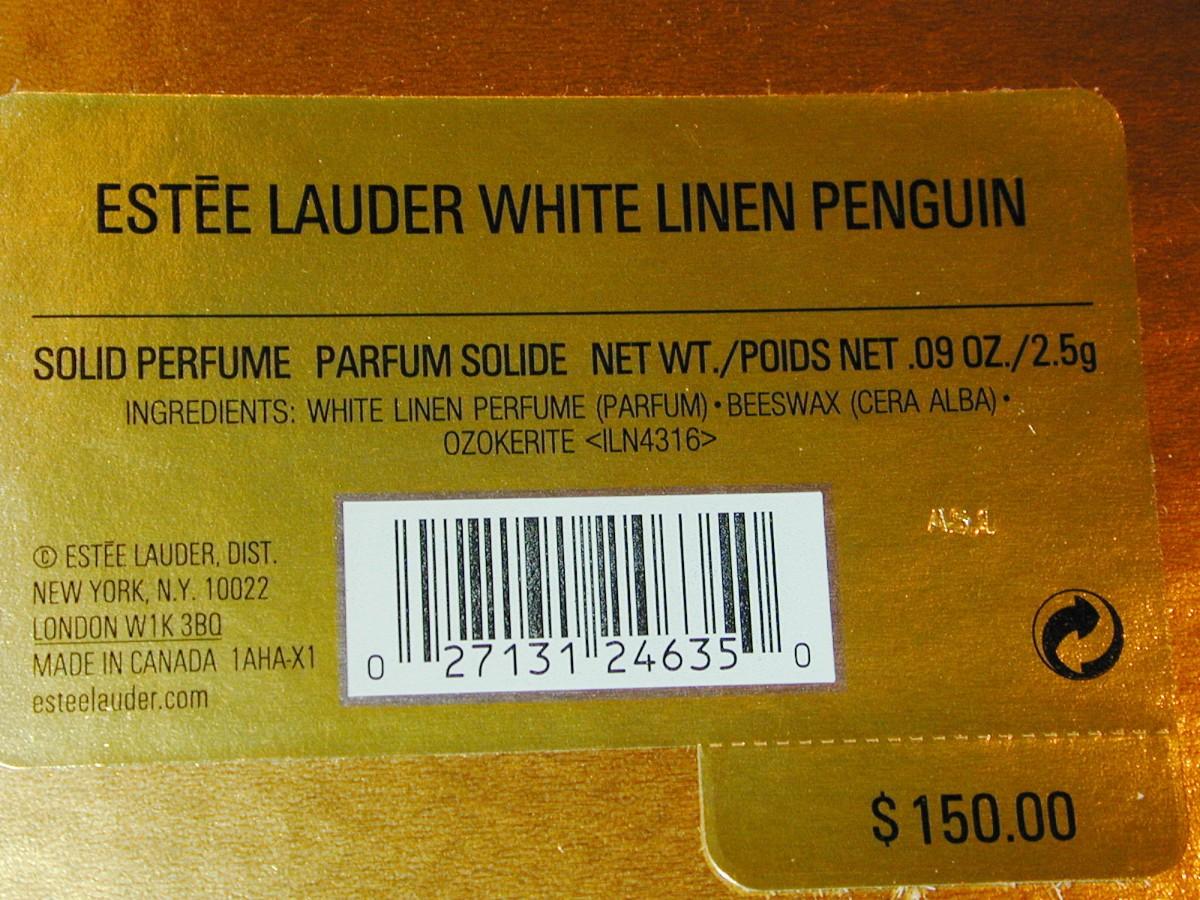 ESTĒE LAUDER WHITE LINEN PENGUIN
SOLID PERFUME PARFUM SOLIDE NET WT./POIDS NET .09 OZ./2.5g
INGREDIENTS: WHITE LINEN PERFUME (PARFUM) • BEESWAX (CERA ALBA) •
OZOKERITE <ILN4316>
A51
© ESTĒE LAUDER, DIST.
NEW YORK, N.Y. 10022
LONDON W1K 3BQ
MADE IN CANADA 1AHA-X1
esteelauder.com
0 27131 24635 0
$150.00